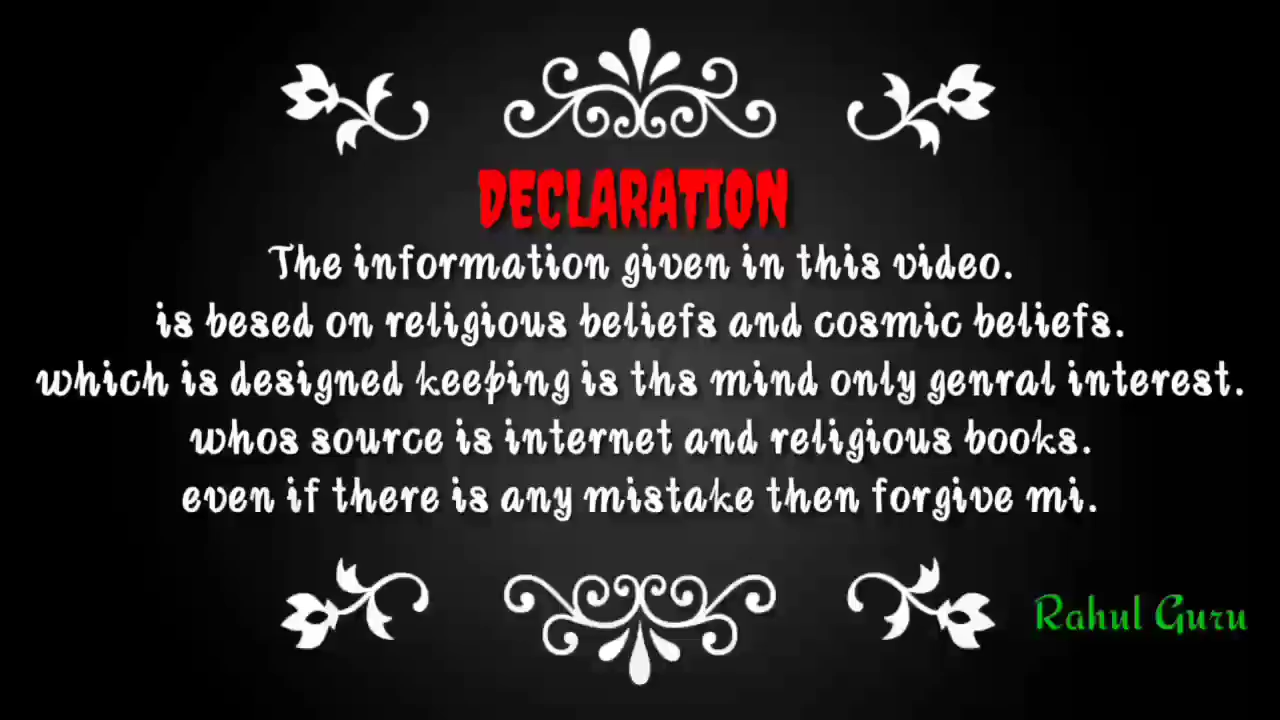 DECLARATION
The information given in this video.
is besed on religious beliefs and cosmic beliefs.
which is designed keeping is ths mind only genral interest.
whos source is internet and religious books.
even if there is any mistake then forgive mi.
Rahul Guru